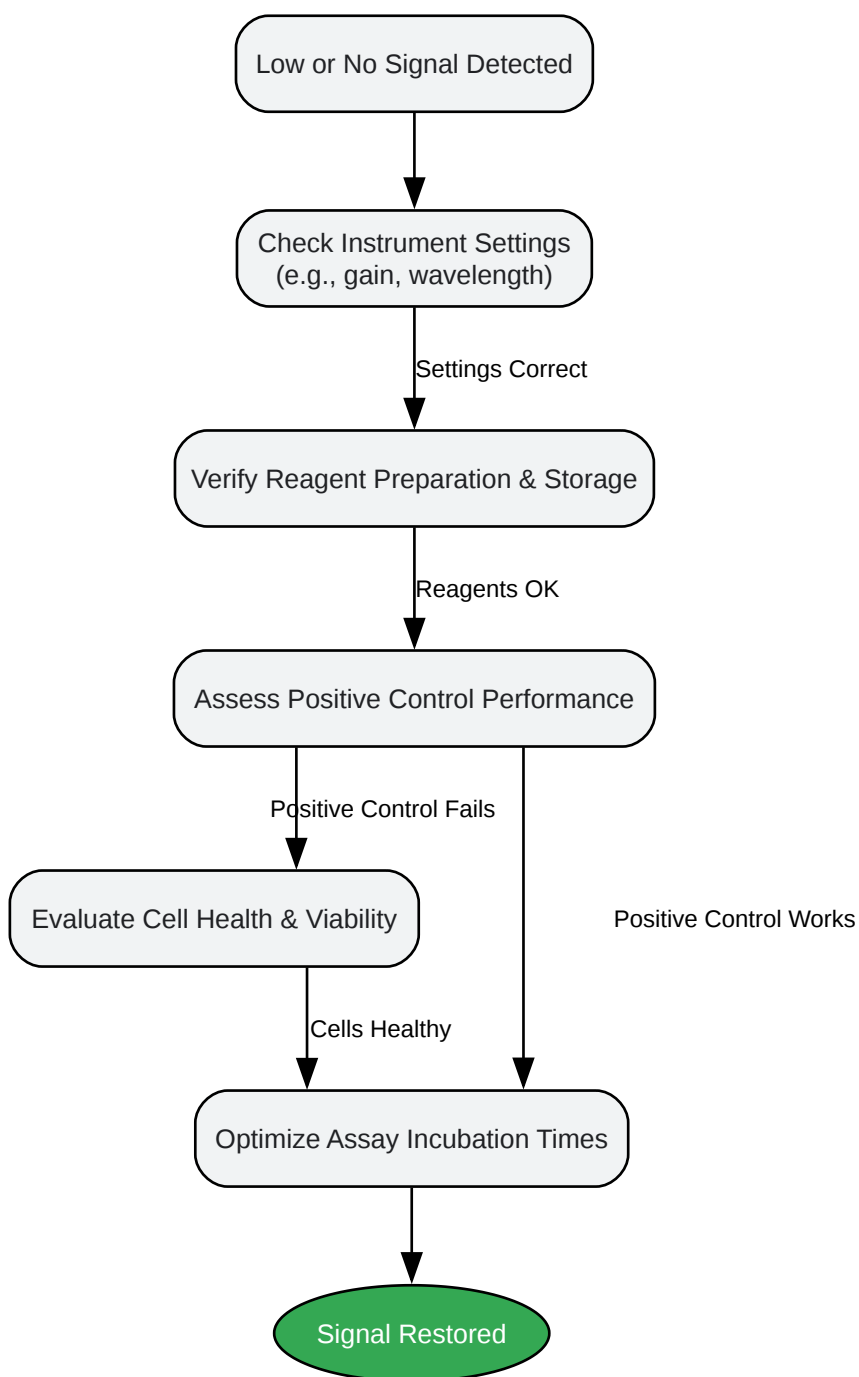 Low or No Signal Detected
Check Instrument Settings
(e.g., gain, wavelength)
Settings Correct
Verify Reagent Preparation & Storage
Reagents OK
Assess Positive Control Performance
Positive Control Fails
Evaluate Cell Health & Viability
Positive Control Works
Cells Healthy
Optimize Assay Incubation Times
Signal Restored